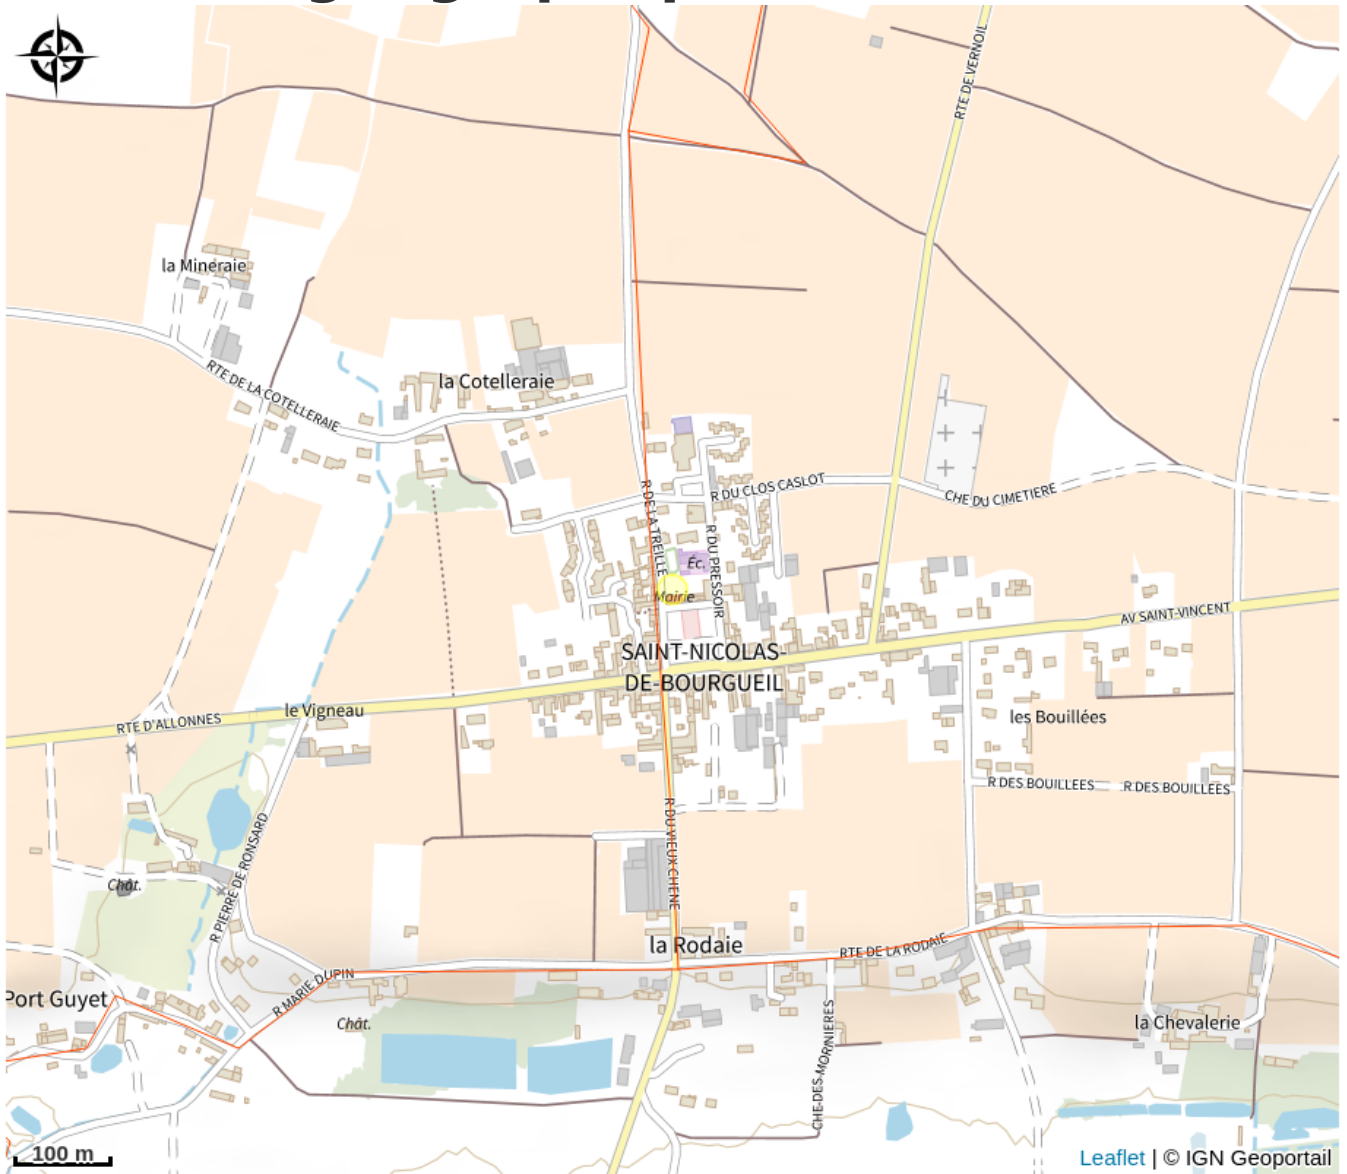 RTE DE VERNOIL
la Mineraie
RTE DE LA COTELLERAIE
la Cotelleraie
R DU CLOS CASLOT
CHE DU CIMETIERE
R DE LA TREILLE
R DU PRESSOIR
Éc.
Mairie
AV SAINT-VINCENT
SAINT-NICOLAS-
DE-BOURGUEIL
le Vigneau
RTE D'ALLONNES
les Bouillées
R DES BOUILLEES
R DES BOUILLEES
R PIERRE DE RONSARD
R DU VIEUX CHENE
Chât.
la Rodaie
RTE DE LA RODAIE
R MARIE DUPIN
Port Guyet
Chât.
la Chevalerie
CHE-DES-MORINIERES
100 m
Leaflet | © IGN Geoportail